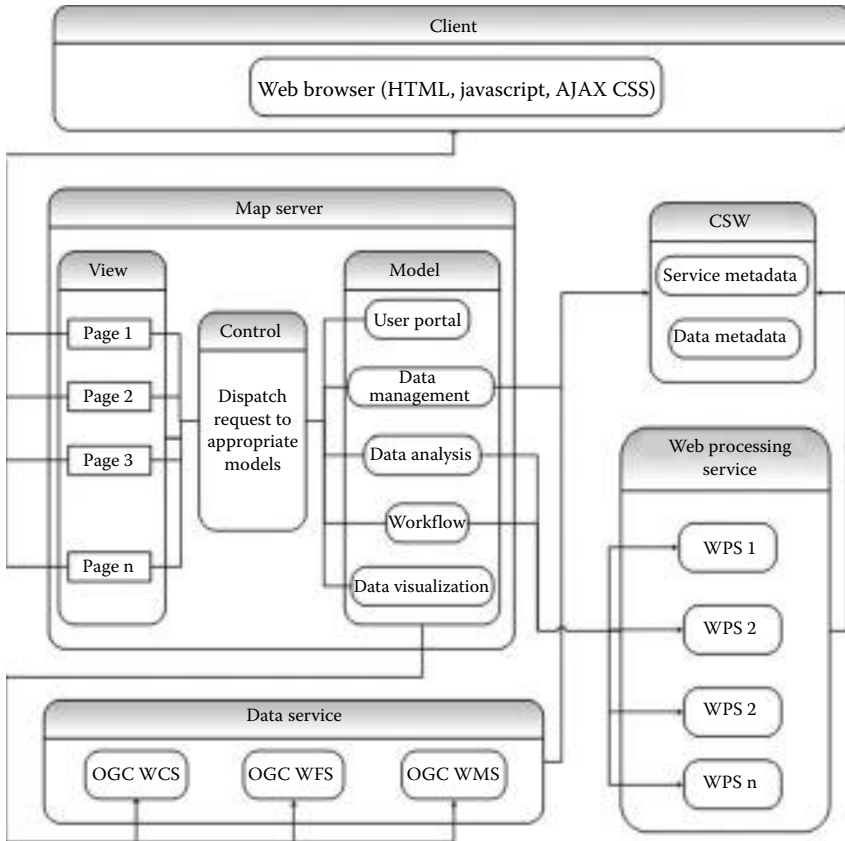 Client
Web browser (HTML, javascript, AJAX CSS)
Map server
View
Page 1
Page 2
Page 3
Page n
Control
Dispatch
request to
appropriate
models
Model
User portal
Data
management
Data analysis
Workflow
Data visualization
CSW
Service metadata
Data metadata
Web processing
service
WPS 1
WPS 2
WPS 2
WPS n
Data service
OGC WCS
OGC WFS
OGC WMS